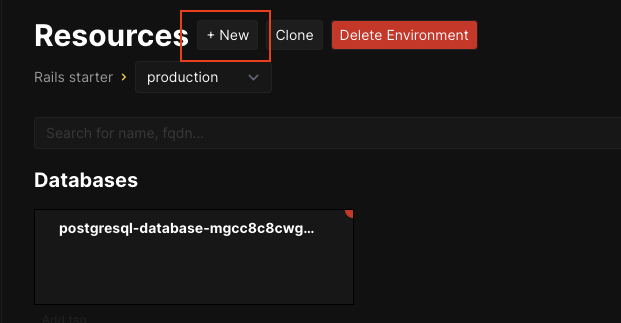 Resources + New Clone Delete Environment
Rails starter > production
Search for name, fqdn...
Databases
postgresql-database-mgcc8c8cwg...
Add tag